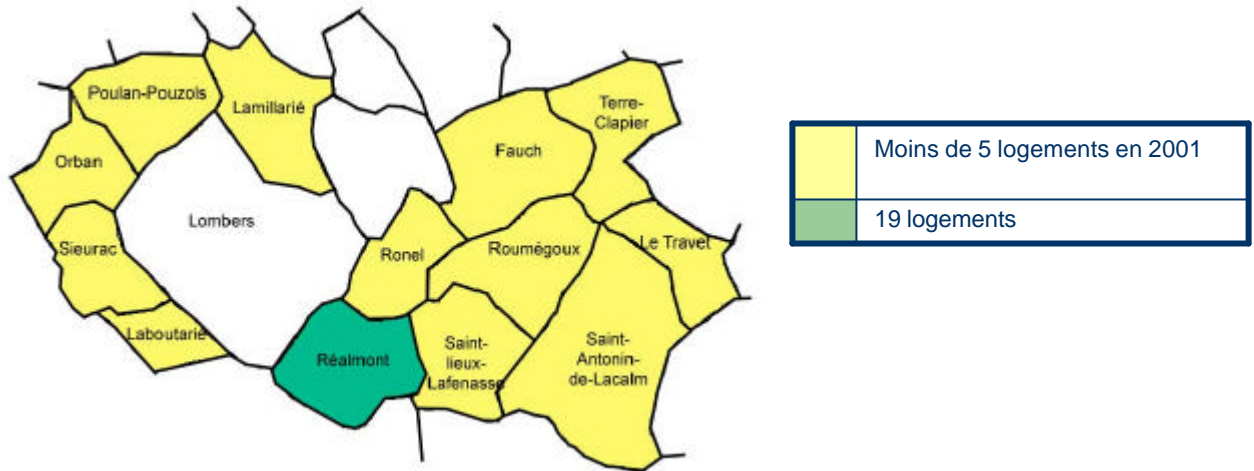 Poulan-Pouzols
Lamillarié
Terre-
Clapier
Orban
Fauch
Lombers
Sieurac
Ronel
Roumégoux
Le Travet
Laboutarié
Réalmont
Saint-
lieux-
Lafenasse
Saint-
Antonin-
de-Lacalm
Moins de 5 logements en 2001
19 logements